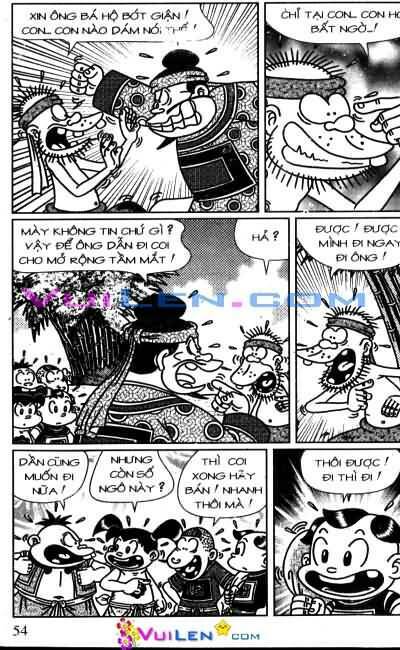 XIN ÔNG BÁ HỘ BỚT GIẬN!
CON... CON NÀO DÁM NÓI THẾ!
CHỈ TẠI CON... CON HƠ
BẤT NGỜ...!
MÀY KHÔNG TIN CHỨ GÌ?
VẬY ĐỂ ÔNG DẪN ĐI COI
CHO MỞ RỘNG TẦM MẮT!
HẢ?
ĐƯỢC! ĐƯỢC!
MÌNH ĐI NGAY
ĐI ÔNG!
VUILEN.COM
DẦN CŨNG
MUỐN ĐI
NỮA!
NHƯNG
CÒN SỐ
NGÔ NÀY?
THÌ COI
XONG HÃY
BÁN! NHANH
THÔI MÀ!
THÔI ĐƯỢC!
ĐI THÌ ĐI!
54
VUILEN.COM